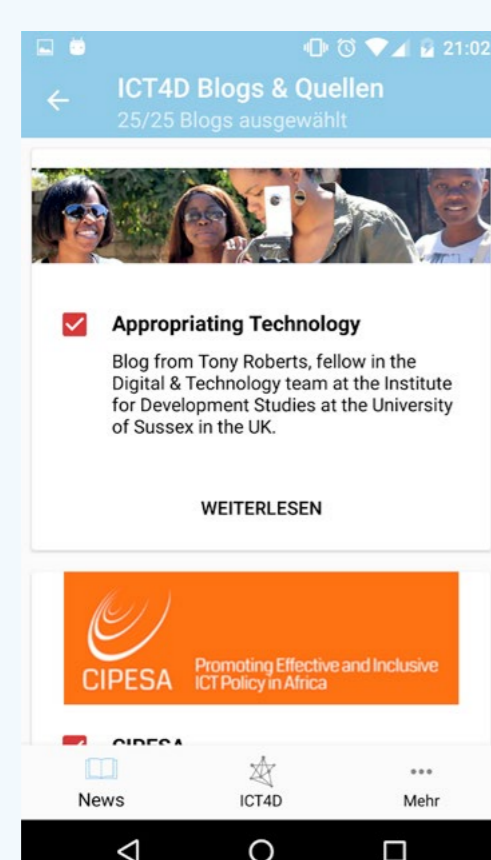 21:02
ICT4D Blogs & Quellen
25/25 Blogs ausgewählt
Appropriating Technology
Blog from Tony Roberts, fellow in the
Digital & Technology team at the Institute
for Development Studies at the University
of Sussex in the UK.
WEITERLESEN
CIPESA
Promoting Effective and Inclusive
ICT Policy in Africa
CIPESA
News
ICT4D
Mehr